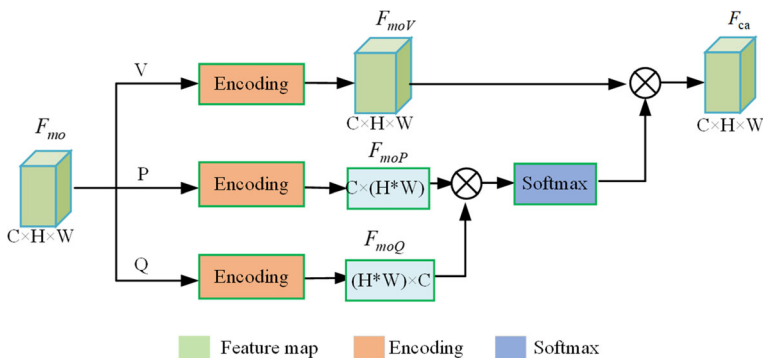 F_moV
F_ca
V
Encoding
C×H×W
C×H×W
F_mo
F_moP
P
Encoding
C×(H*W)
Softmax
C×H×W
F_moQ
Q
Encoding
(H*W)×C
Feature map
Encoding
Softmax